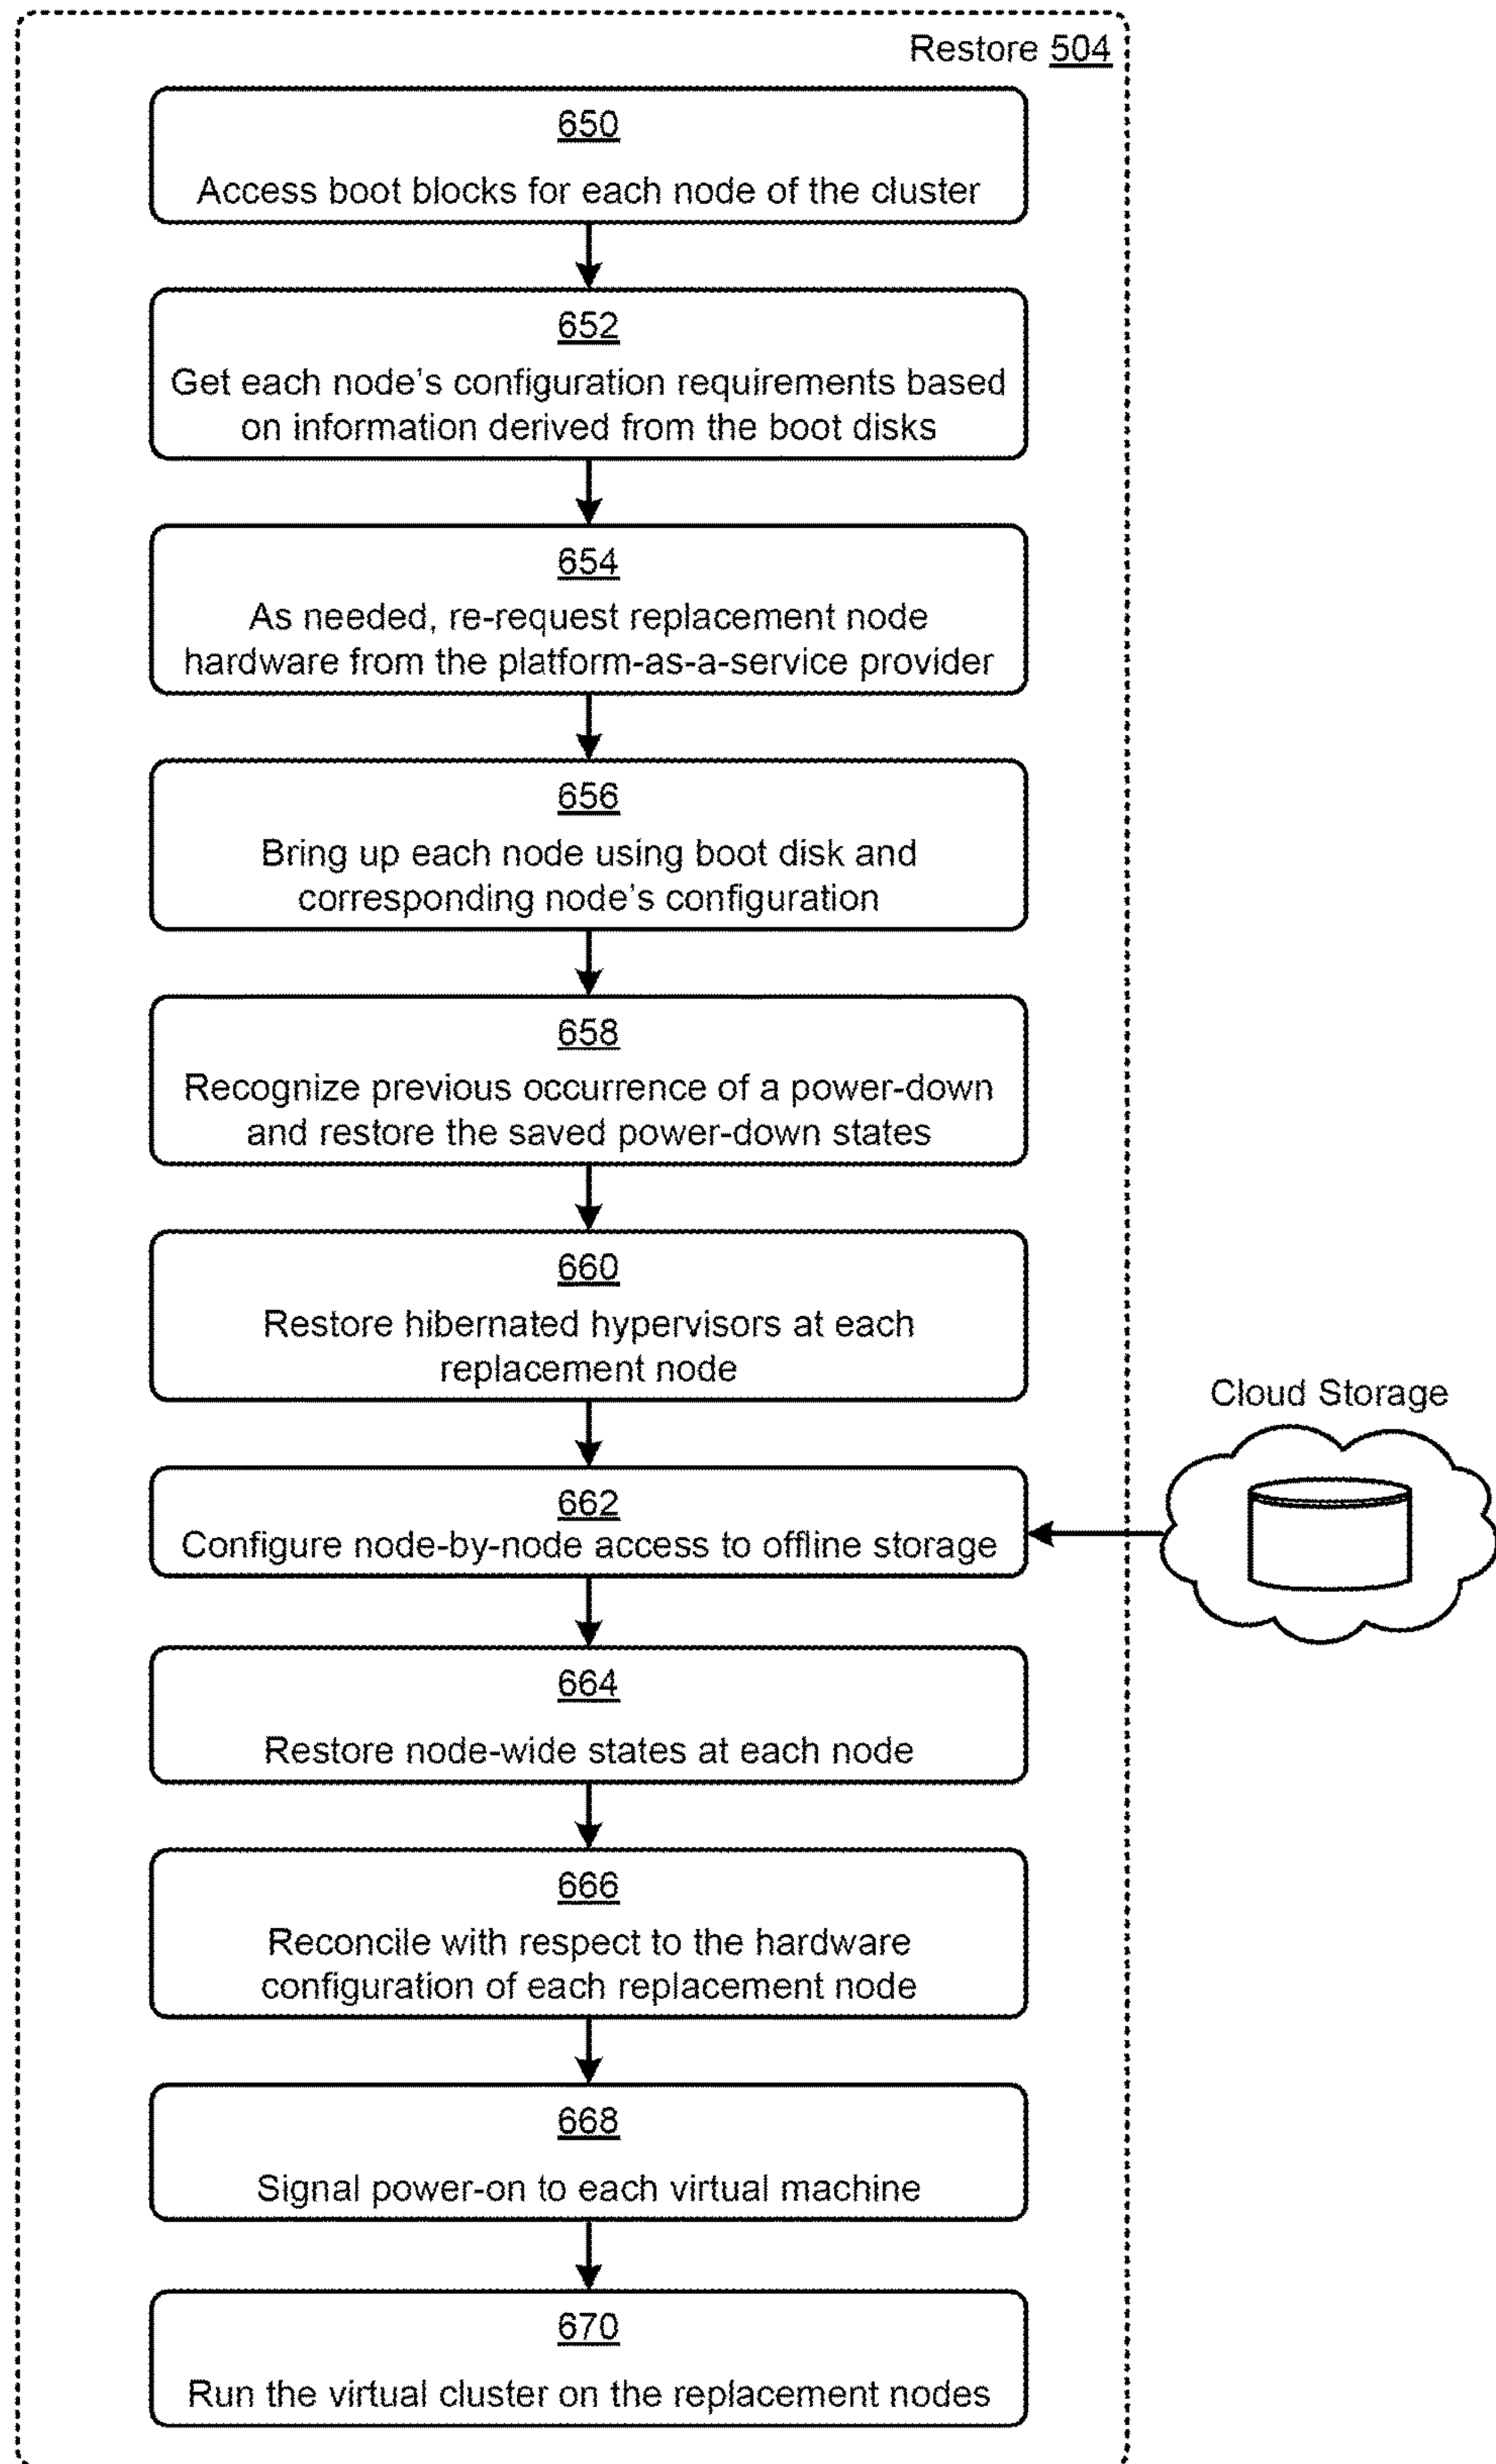 Restore 504
650
Access boot blocks for each node of the cluster
652
Get each node's configuration requirements based
on information derived from the boot disks
654
As needed, re-request replacement node
hardware from the platform-as-a-service provider
656
Bring up each node using boot disk and
corresponding node's configuration
658
Recognize previous occurrence of a power-down
and restore the saved power-down states
660
Restore hibernated hypervisors at each
replacement node
Cloud Storage
662
Configure node-by-node access to offline storage
664
Restore node-wide states at each node
666
Reconcile with respect to the hardware
configuration of each replacement node
668
Signal power-on to each virtual machine
670
Run the virtual cluster on the replacement nodes